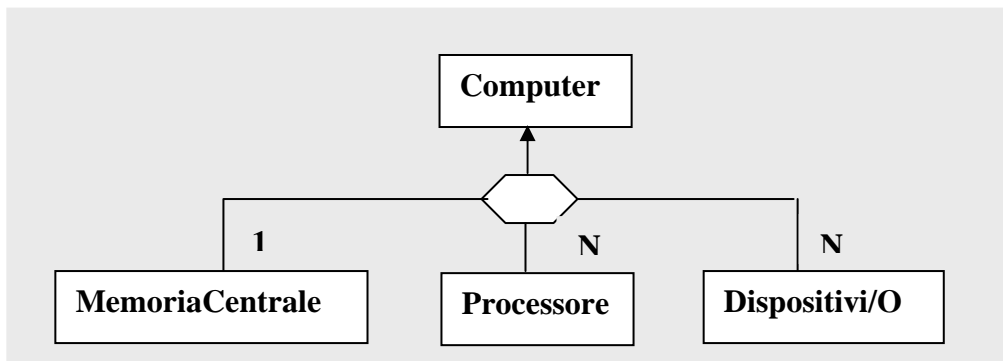 Computer
1
N
N
MemoriaCentrale
Processore
Dispositivi/O